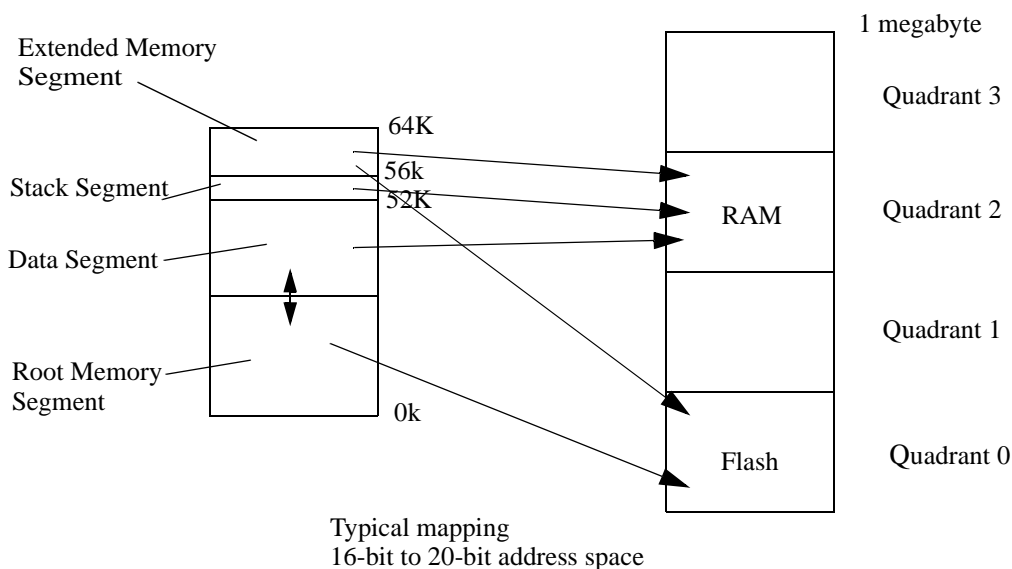 1 megabyte
Extended Memory
Segment
Quadrant 3
64K
56k
Stack Segment
52K
RAM
Quadrant 2
Data Segment
Quadrant 1
Root Memory
Segment
0k
Flash
Quadrant 0
Typical mapping
16-bit to 20-bit address space